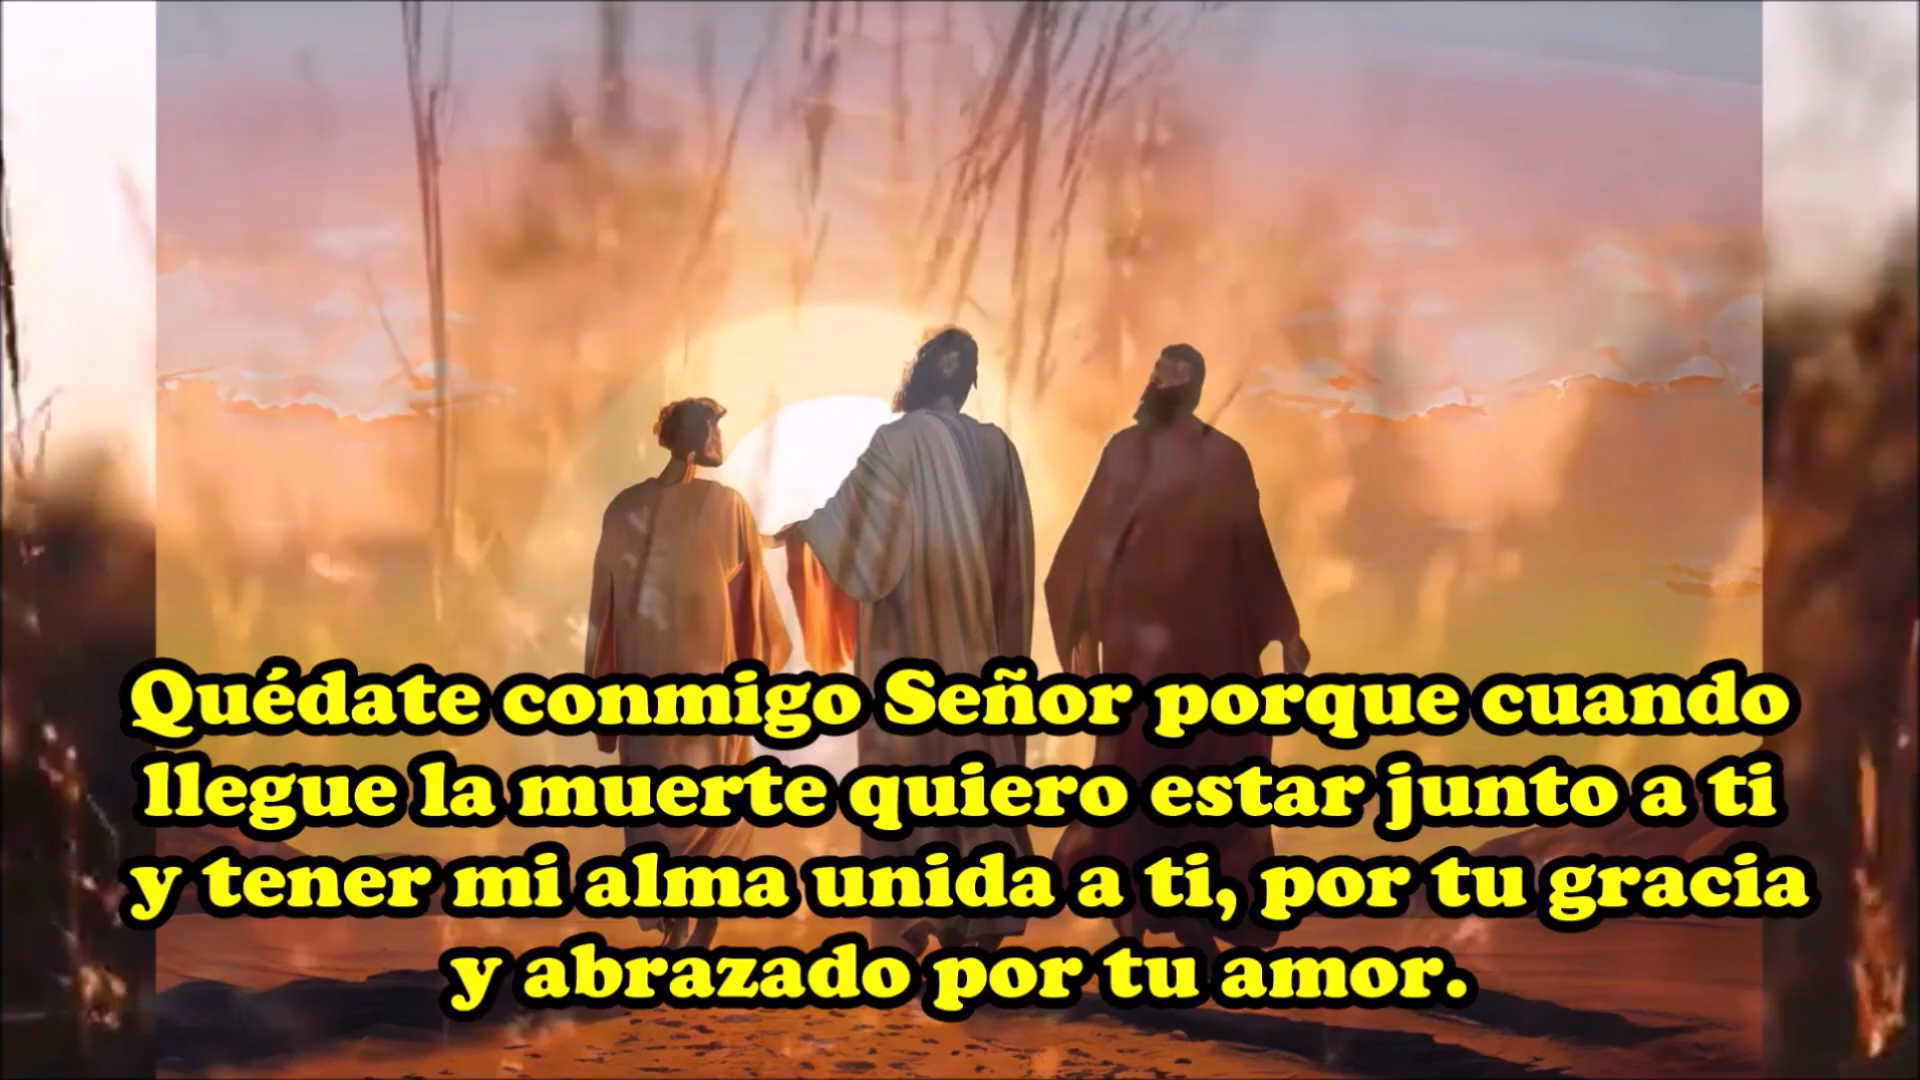 Quédate conmigo Señor porque cuando
llegue la muerte quiero estar junto a ti
y tener mi alma unida a ti, por tu gracia
y abrazado por tu amor.